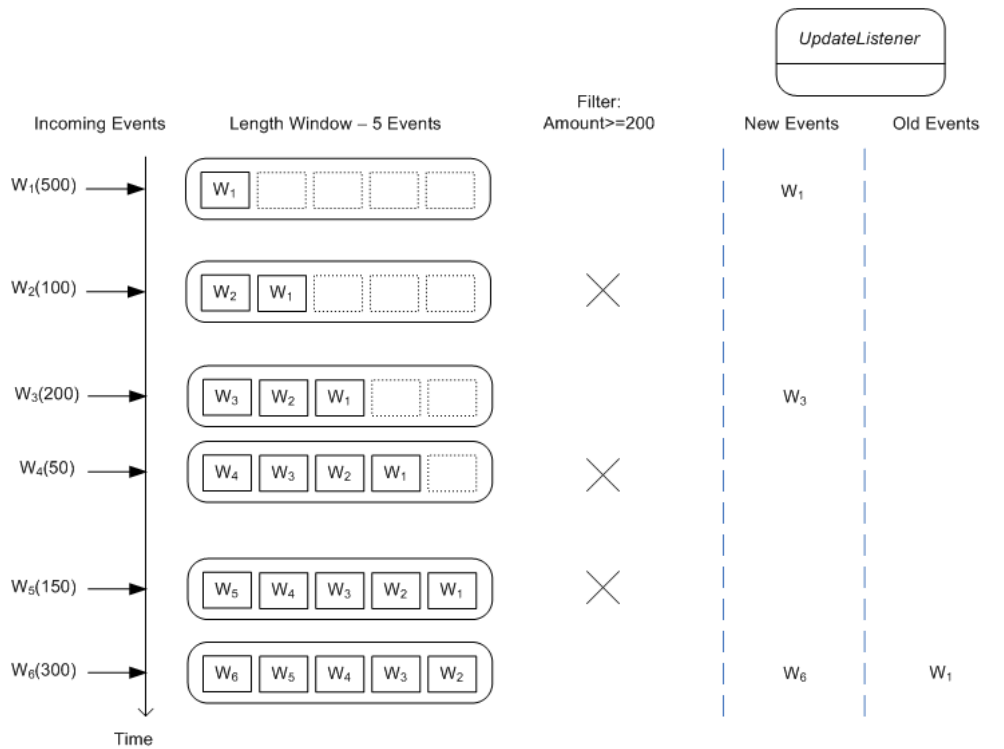 UpdateListener
Filter:
Incoming Events Length Window – 5 Events Amount>=200 New Events Old Events
W₁(500) W₁ W₁
W₂(100) W₂ W₁
W₃(200) W₃ W₂ W₁ W₃
W₄(50) W₄ W₃ W₂ W₁
W₅(150) W₅ W₄ W₃ W₂ W₁
W₆(300) W₆ W₅ W₄ W₃ W₂ W₆ W₁
Time